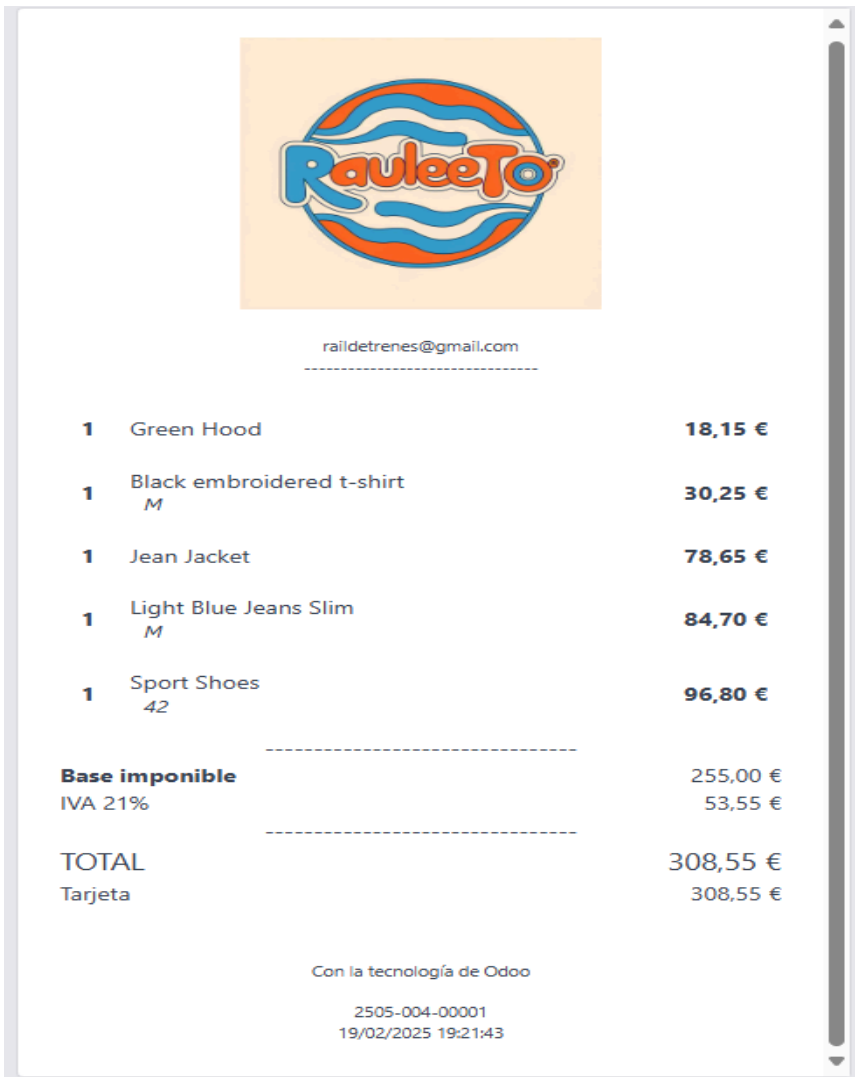 RauleeTo
raildetrenes@gmail.com
--------------------------------
1 Green Hood 18,15 €
1 Black embroidered t-shirt 30,25 €
M
1 Jean Jacket 78,65 €
1 Light Blue Jeans Slim 84,70 €
M
1 Sport Shoes 96,80 €
42
--------------------------------
Base imponible 255,00 €
IVA 21% 53,55 €
--------------------------------
TOTAL 308,55 €
Tarjeta 308,55 €
Con la tecnología de Odoo
2505-004-00001
19/02/2025 19:21:43